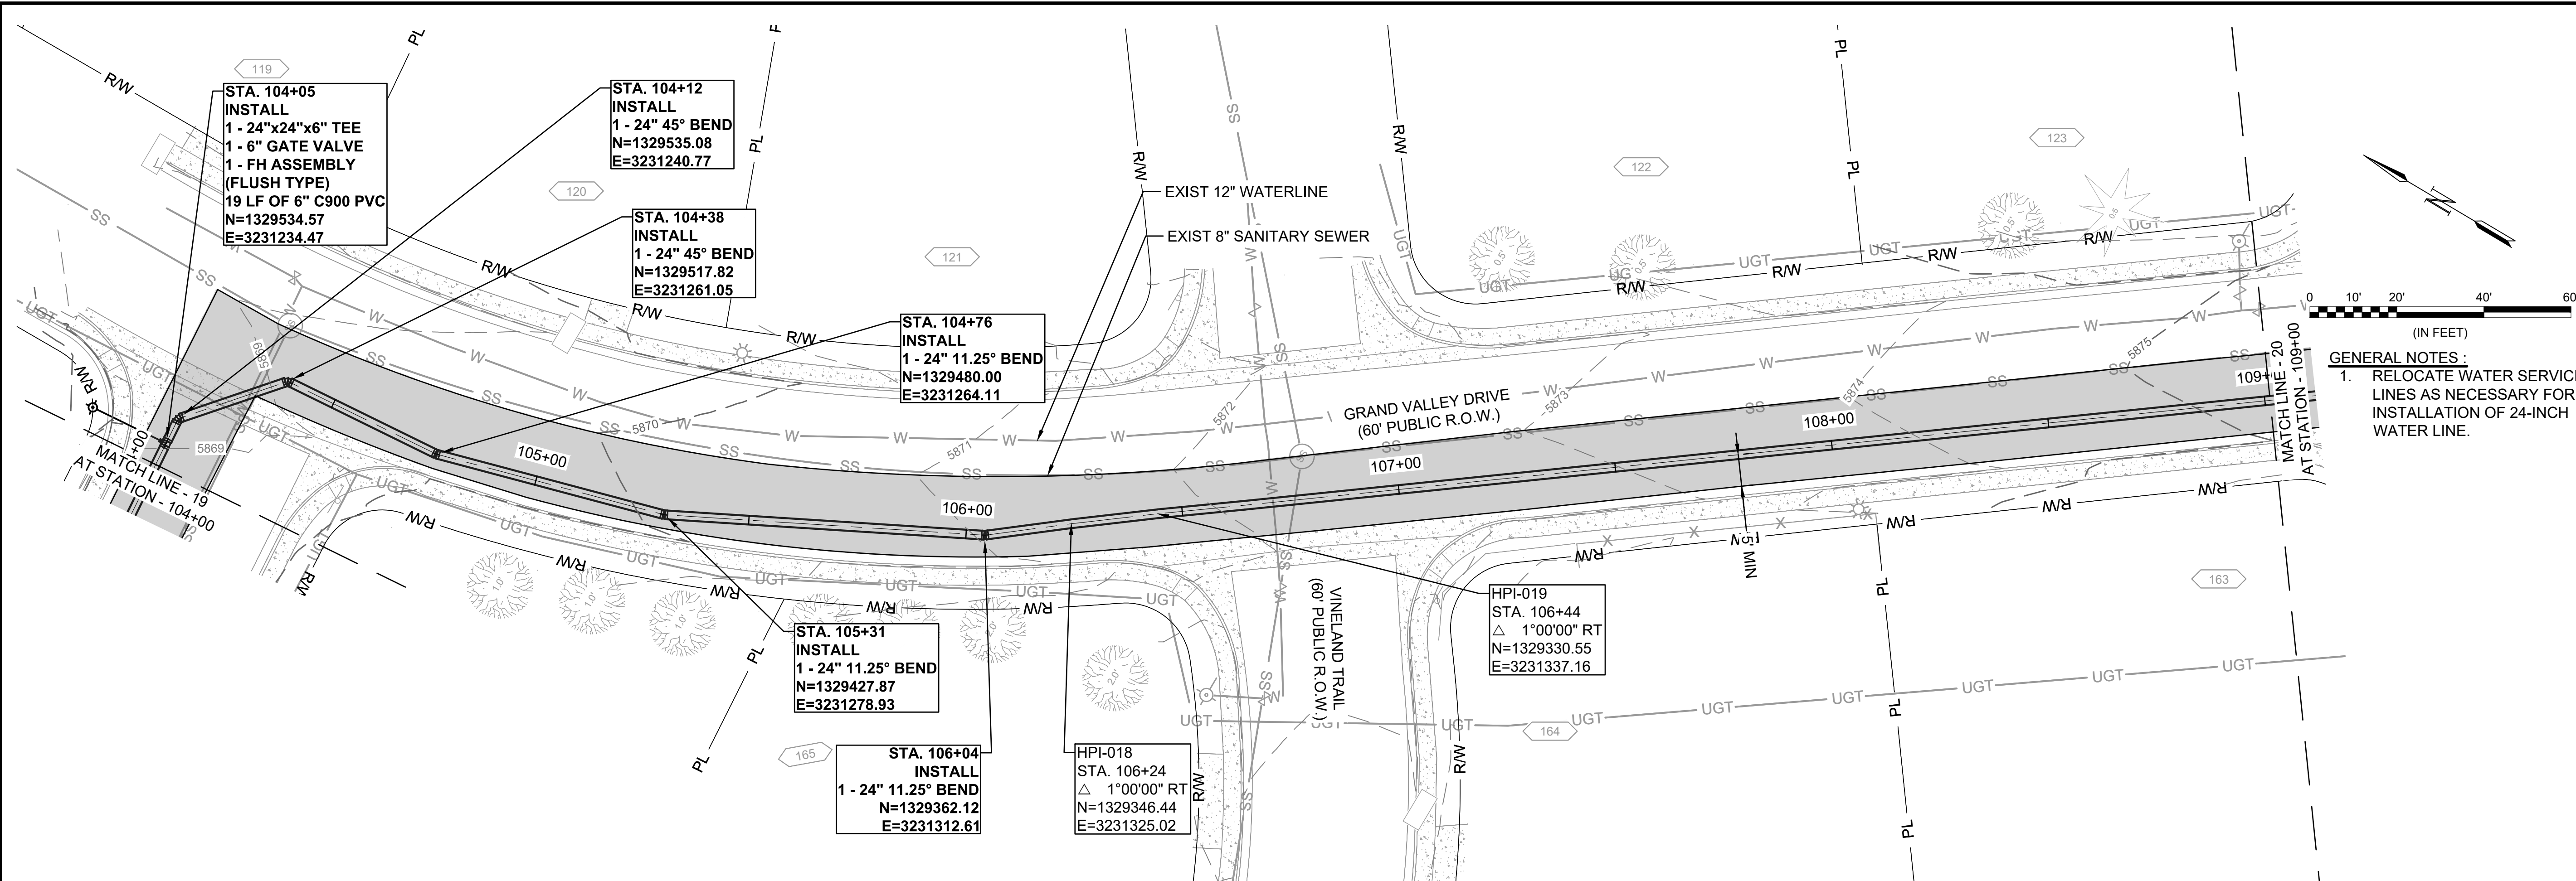 119
STA. 104+05
INSTALL
1 - 24"x24"x6" TEE
1 - 6" GATE VALVE
1 - FH ASSEMBLY
(FLUSH TYPE)
19 LF OF 6" C900 PVC
N=1329534.57
E=3231234.47
STA. 104+12
INSTALL
1 - 24" 45° BEND
N=1329535.08
E=3231240.77
120
STA. 104+38
INSTALL
1 - 24" 45° BEND
N=1329517.82
E=3231261.05
121
STA. 104+76
INSTALL
1 - 24" 11.25° BEND
N=1329480.00
E=3231264.11
EXIST 12" WATERLINE
EXIST 8" SANITARY SEWER
122
123
N
0 10' 20' 40' 60
(IN FEET)
GENERAL NOTES :
1. RELOCATE WATER SERVIC
LINES AS NECESSARY FOR
INSTALLATION OF 24-INCH
WATER LINE.
MATCH LINE - 20
AT STATION - 109+00
MATCH LINE - 19
AT STATION - 104+00
GRAND VALLEY DRIVE
(60' PUBLIC R.O.W.)
5869
5869
5870
5871
5872
5873
5874
5875
105+00
106+00
107+00
108+00
109+
5' MIN
VINELAND TRAIL
(60' PUBLIC R.O.W.)
STA. 105+31
INSTALL
1 - 24" 11.25° BEND
N=1329427.87
E=3231278.93
165
STA. 106+04
INSTALL
1 - 24" 11.25° BEND
N=1329362.12
E=3231312.61
HPI-018
STA. 106+24
△ 1°00'00" RT
N=1329346.44
E=3231325.02
HPI-019
STA. 106+44
△ 1°00'00" RT
N=1329330.55
E=3231337.16
163
164
R/W
PL
SS
W
UGT
X
0.5'
1.0'
2.0'